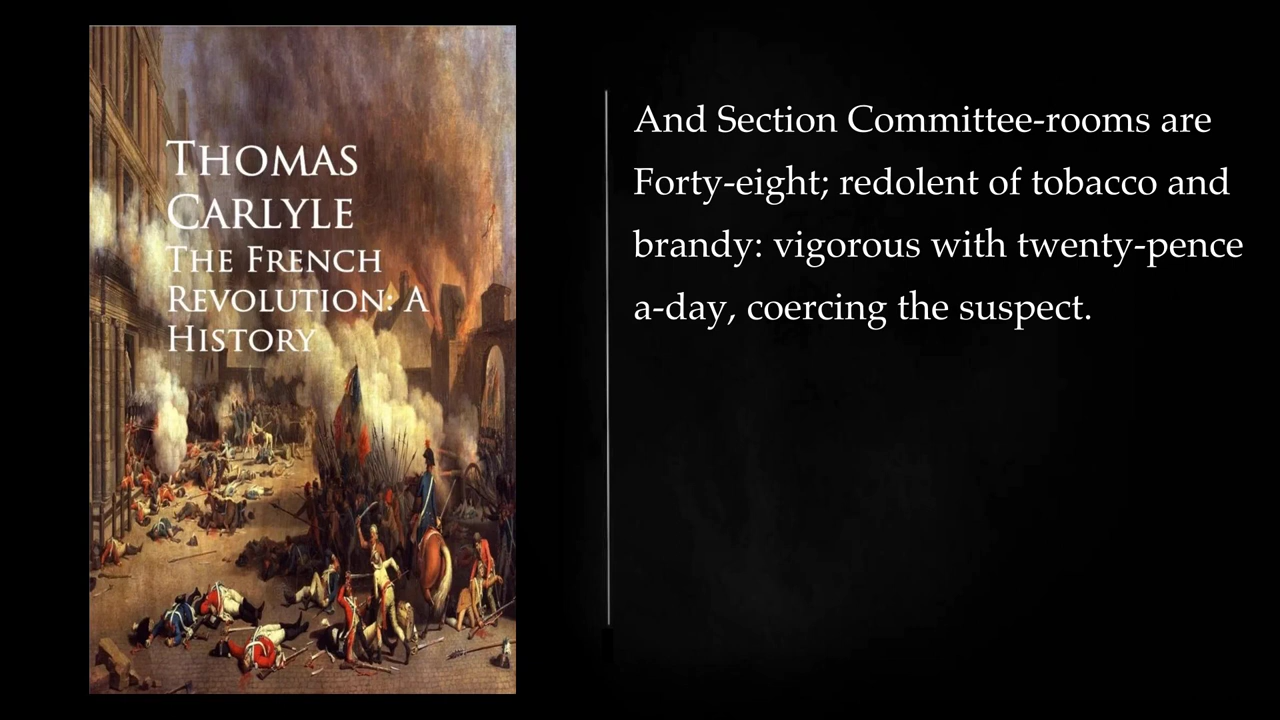 THOMAS
CARLYLE
THE FRENCH
REVOLUTION: A
HISTORY
And Section Committee-rooms are
Forty-eight; redolent of tobacco and
brandy: vigorous with twenty-pence
a-day, coercing the suspect.